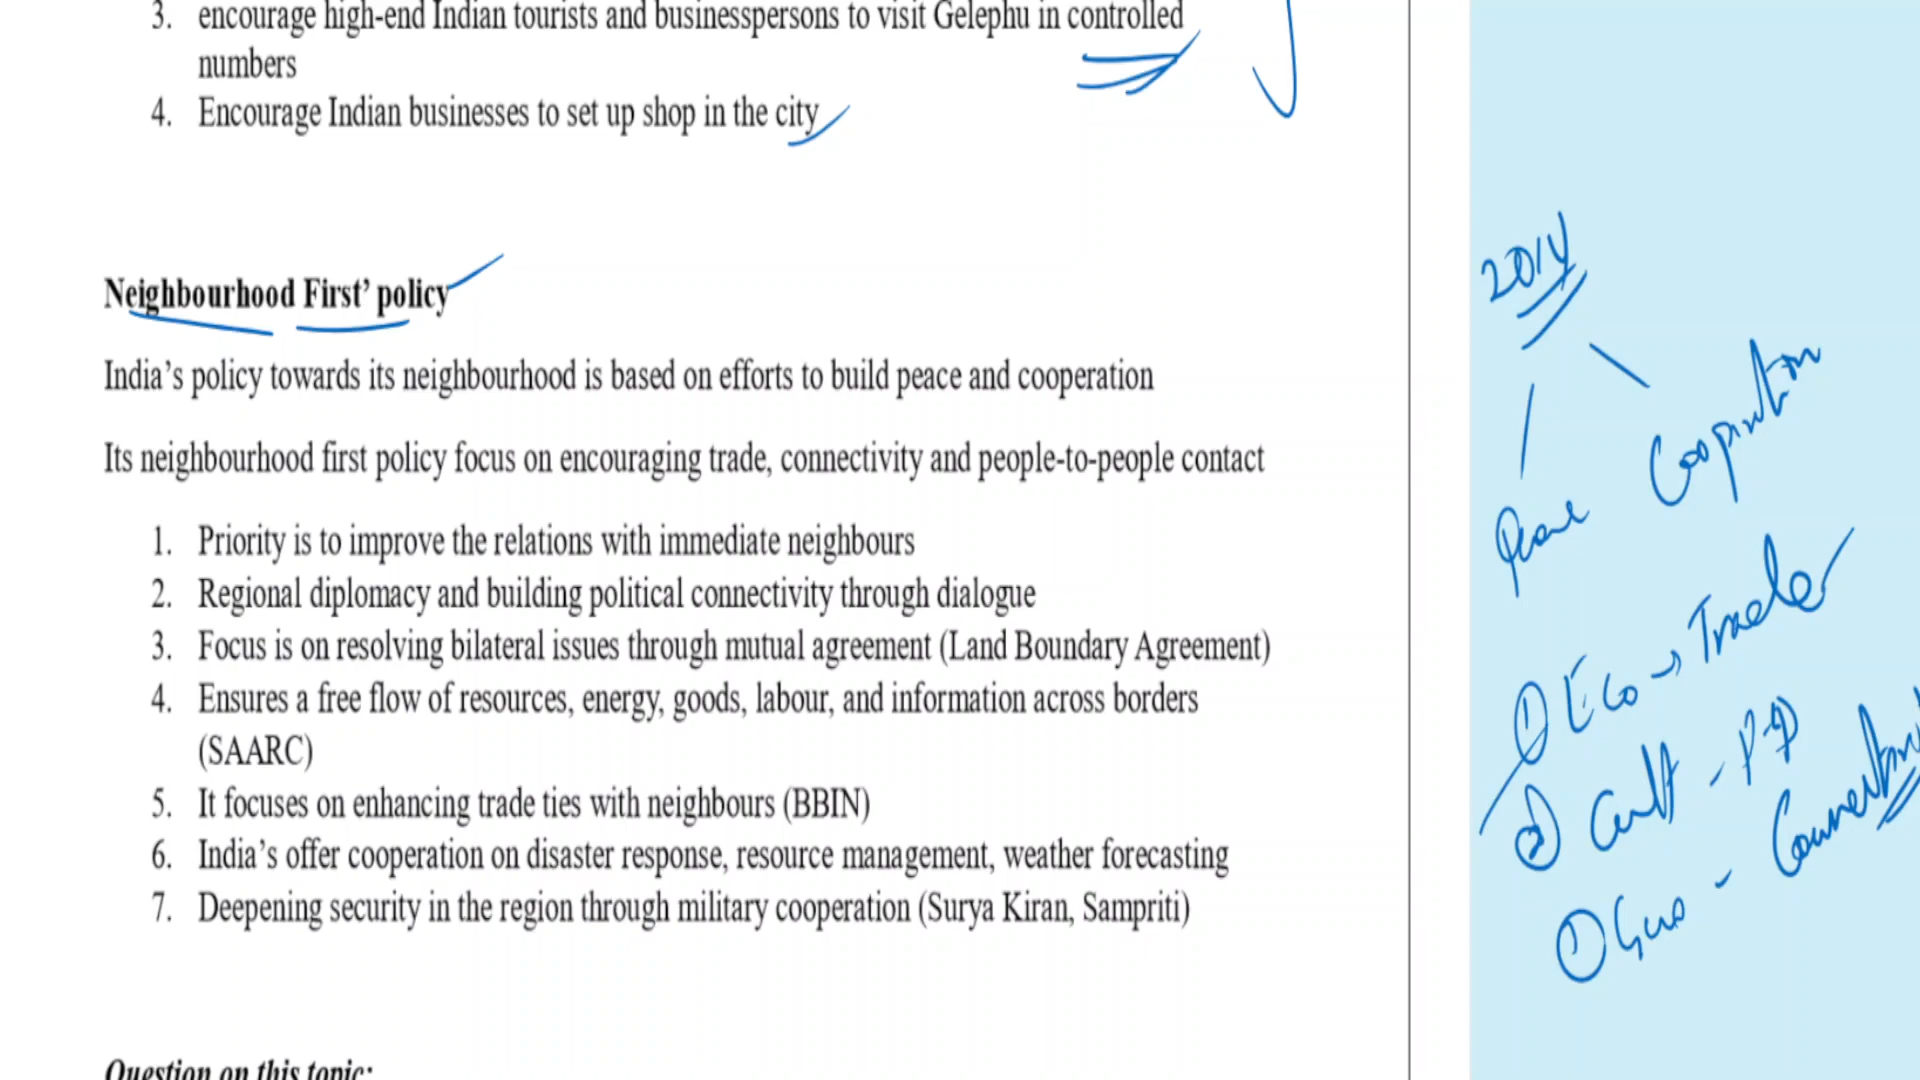 3. encourage high-end Indian tourists and businesspersons to visit Gelephu in controlled
numbers
4. Encourage Indian businesses to set up shop in the city
Neighbourhood First’ policy
India’s policy towards its neighbourhood is based on efforts to build peace and cooperation
Its neighbourhood first policy focus on encouraging trade, connectivity and people-to-people contact
1. Priority is to improve the relations with immediate neighbours
2. Regional diplomacy and building political connectivity through dialogue
3. Focus is on resolving bilateral issues through mutual agreement (Land Boundary Agreement)
4. Ensures a free flow of resources, energy, goods, labour, and information across borders
(SAARC)
5. It focuses on enhancing trade ties with neighbours (BBIN)
6. India’s offer cooperation on disaster response, resource management, weather forecasting
7. Deepening security in the region through military cooperation (Surya Kiran, Sampriti)
Question on this topic:
2014
Peace Cooperation
① Eco → Trade
② Cult - P-P
①